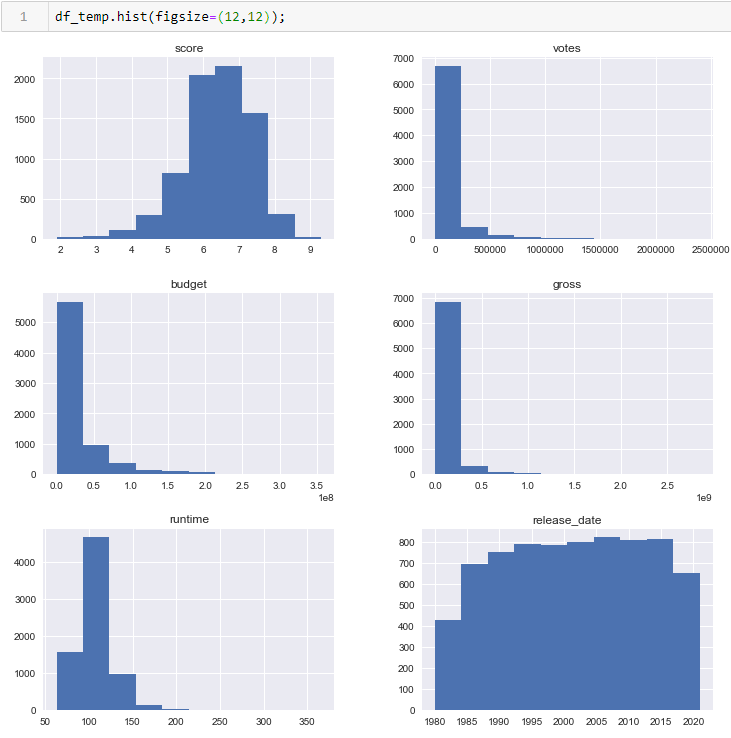 1 df_temp.hist(figsize=(12,12));
score
2000
1500
1000
500
0
2 3 4 5 6 7 8 9
votes
7000
6000
5000
4000
3000
2000
1000
0
0 500000 1000000 1500000 2000000 2500000
budget
5000
4000
3000
2000
1000
0
0.0 0.5 1.0 1.5 2.0 2.5 3.0 3.5
1e8
gross
7000
6000
5000
4000
3000
2000
1000
0
0.0 0.5 1.0 1.5 2.0 2.5
1e9
runtime
4000
3000
2000
1000
0
50 100 150 200 250 300 350
release_date
800
700
600
500
400
300
200
100
0
1980 1985 1990 1995 2000 2005 2010 2015 2020